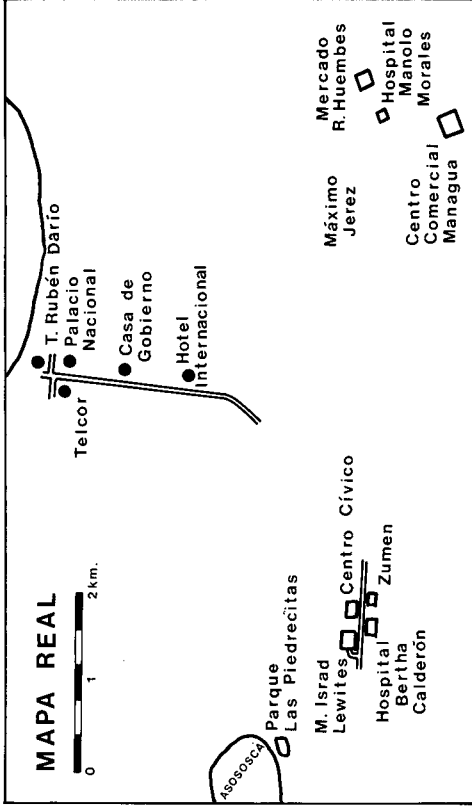 MAPA REAL
0 1 2 km.
T. Rubén Darío
Palacio
Nacional
Telcor
Casa de
Gobierno
Hotel
Internacional
Mercado
R. Huembes
Hospital
Manolo
Morales
Máximo
Jerez
Centro
Comercial
Managua
ASOSOSCA
Parque
Las Piedrecitas
M. Israd
Lewites
Centro Cívico
Zumen
Hospital
Bertha
Calderón